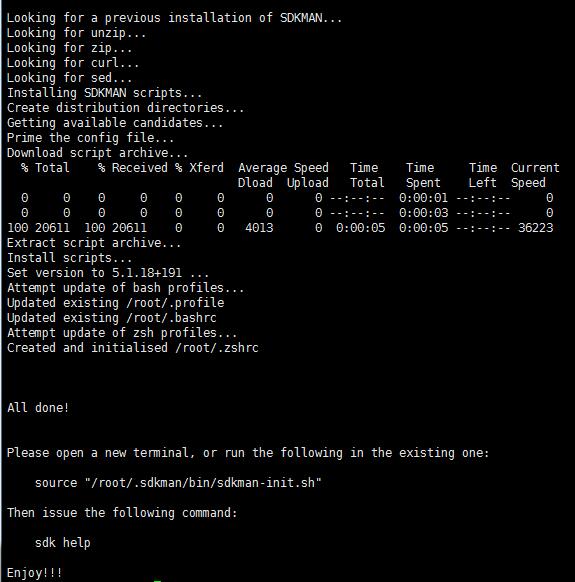 Looking for a previous installation of SDKMAN...
Looking for unzip...
Looking for zip...
Looking for curl...
Looking for sed...
Installing SDKMAN scripts...
Create distribution directories...
Getting available candidates...
Prime the config file...
Download script archive...
  % Total    % Received % Xferd  Average Speed   Time    Time     Time  Current
                                 Dload  Upload   Total   Spent    Left  Speed
  0     0    0     0    0     0      0      0 --:--:--  0:00:01 --:--:--     0
  0     0    0     0    0     0      0      0 --:--:--  0:00:03 --:--:--     0
100 20611  100 20611    0     0   4013      0  0:00:05  0:00:05 --:--:-- 36223
Extract script archive...
Install scripts...
Set version to 5.1.18+191 ...
Attempt update of bash profiles...
Updated existing /root/.profile
Updated existing /root/.bashrc
Attempt update of zsh profiles...
Created and initialised /root/.zshrc
All done!
Please open a new terminal, or run the following in the existing one:
    source "/root/.sdkman/bin/sdkman-init.sh"
Then issue the following command:
    sdk help
Enjoy!!!